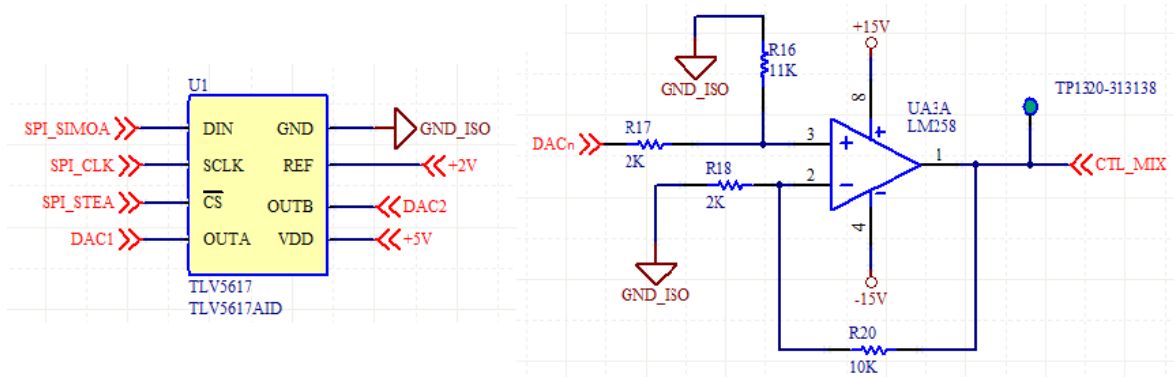 U1
SPI_SIMOA
DIN
GND
GND_ISO
SPI_CLK
SCLK
REF
+2V
SPI_STEA
CS
OUTB
DAC2
DAC1
OUTA
VDD
+5V
TLV5617
TLV5617AID
GND_ISO
R16
11K
+15V
8
UA3A
LM258
TP1320-313138
DACn
R17
2K
3
1
CTL_MIX
R18
2K
2
4
GND_ISO
-15V
R20
10K